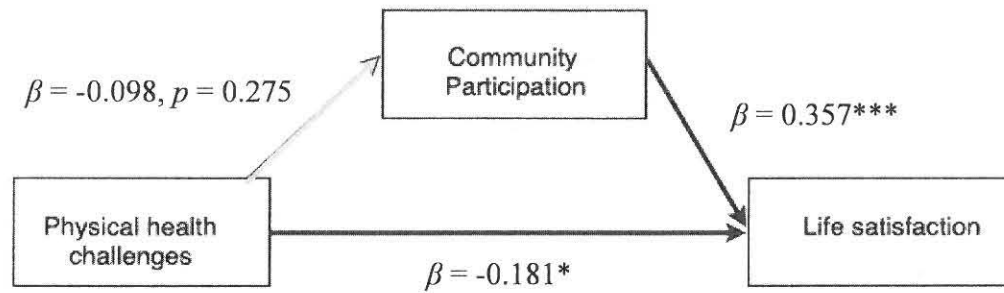 Community
Participation
β = -0.098, p = 0.275
β = 0.357***
Physical health
challenges
Life satisfaction
β = -0.181*